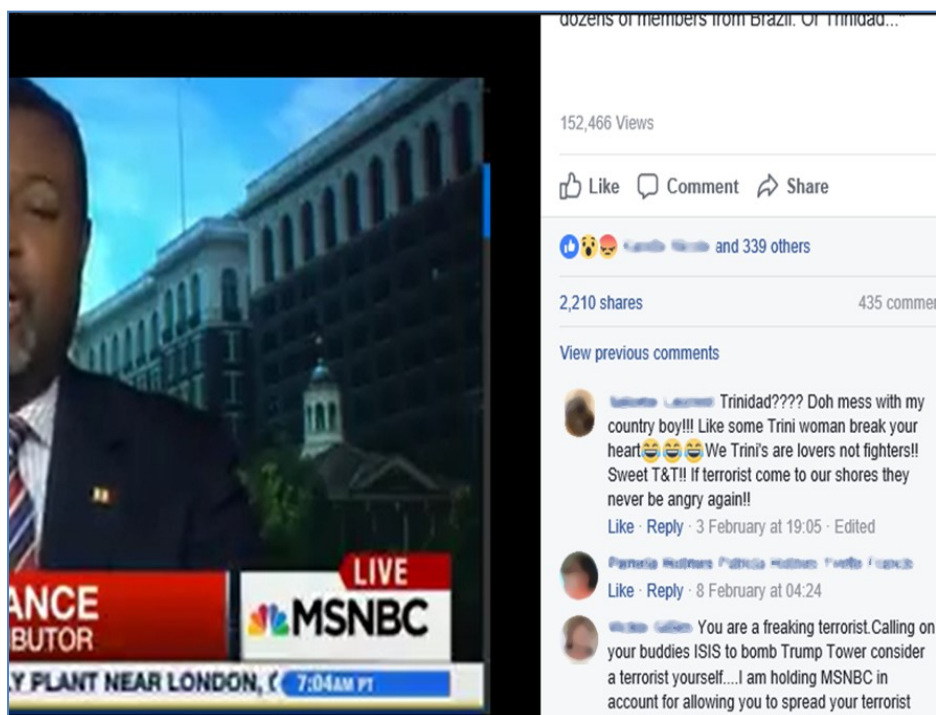 ANCE
BUTOR
LIVE
MSNBC
Y PLANT NEAR LONDON,
7:04AM PT
dozens of members from Brazil. Or Trinidad..."
152,466 Views
Like Comment Share
and 339 others
2,210 shares
435 commen
View previous comments
Trinidad???? Doh mess with my
country boy!!! Like some Trini woman break your
heart😂😂😂We Trini's are lovers not fighters!!
Sweet T&T!! If terrorist come to our shores they
never be angry again!!
Like · Reply · 3 February at 19:05 · Edited
Like · Reply · 8 February at 04:24
You are a freaking terrorist.Calling on
your buddies ISIS to bomb Trump Tower consider
a terrorist yourself....I am holding MSNBC in
account for allowing you to spread your terrorist